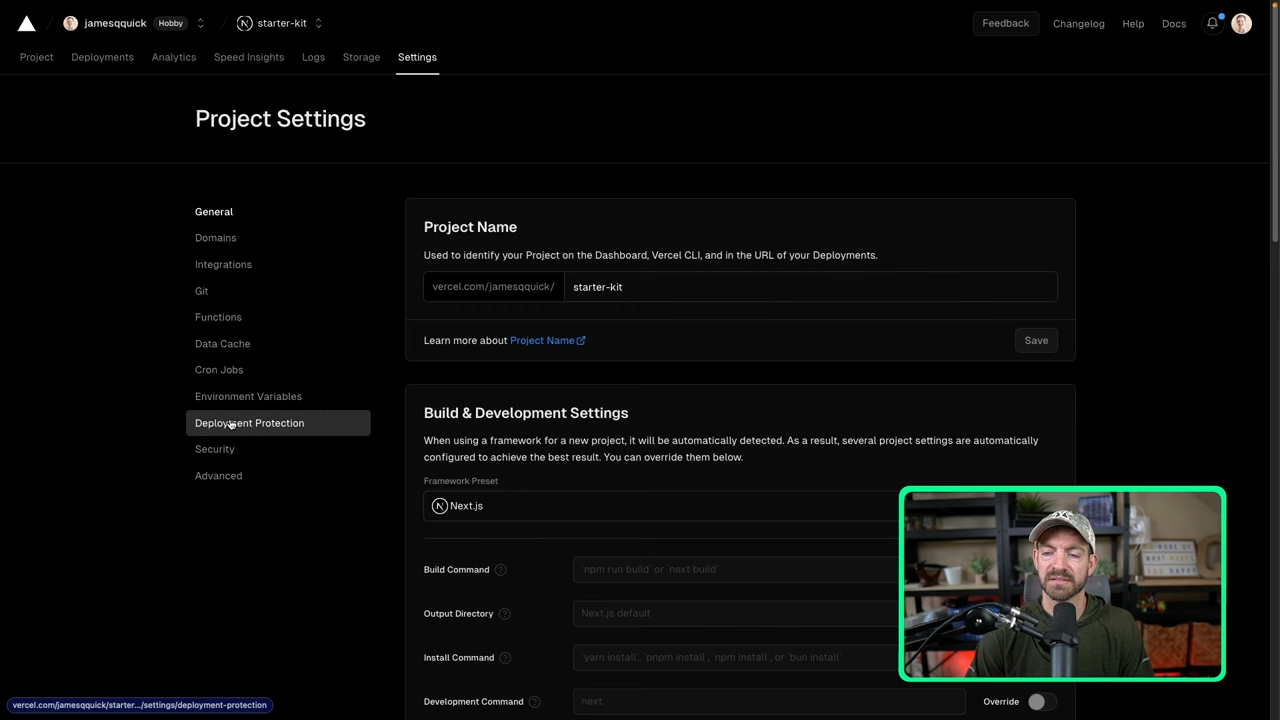 jamesqquick Hobby
starter-kit
Feedback
Changelog
Help
Docs
Project
Deployments
Analytics
Speed Insights
Logs
Storage
Settings
Project Settings
General
Domains
Integrations
Git
Functions
Data Cache
Cron Jobs
Environment Variables
Deployment Protection
Security
Advanced
Project Name
Used to identify your Project on the Dashboard, Vercel CLI, and in the URL of your Deployments.
vercel.com/jamesqquick/ starter-kit
Learn more about Project Name
Save
Build & Development Settings
When using a framework for a new project, it will be automatically detected. As a result, several project settings are automatically
configured to achieve the best result. You can override them below.
Framework Preset
Next.js
Build Command ? `npm run build` or `next build`
Output Directory ? Next.js default
Install Command ? `yarn install`, `pnpm install`, `npm install`, or `bun install`
Development Command ? next
Override
vercel.com/jamesqquick/starter.../settings/deployment-protection